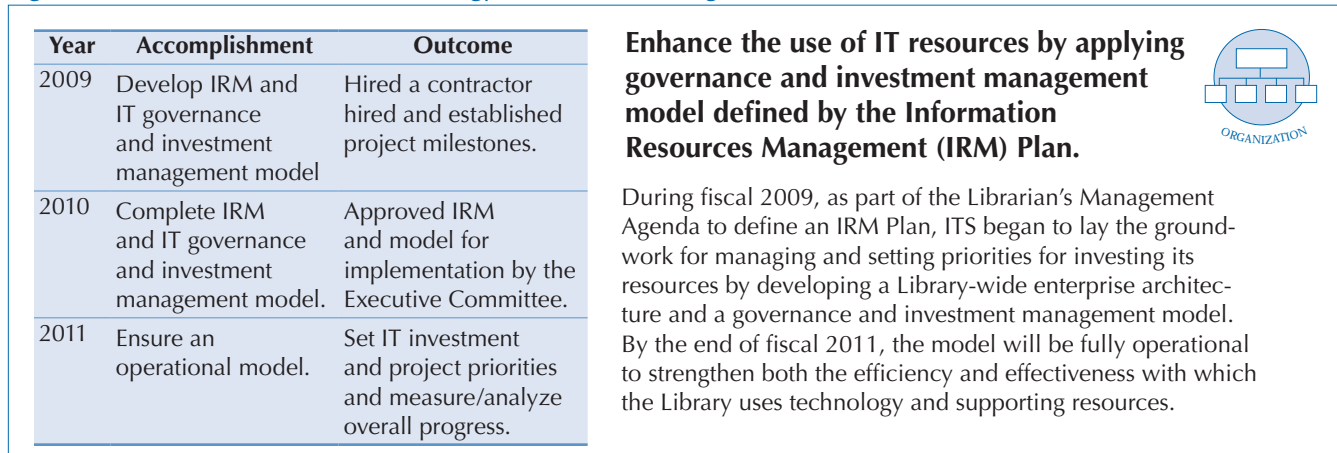 Year Accomplishment Outcome
2009 Develop IRM and IT governance and investment management model
Hired a contractor hired and established project milestones.
2010 Complete IRM and IT governance and investment management model.
Approved IRM and model for implementation by the Executive Committee.
2011 Ensure an operational model.
Set IT investment and project priorities and measure/analyze overall progress.
Enhance the use of IT resources by applying
governance and investment management
model defined by the Information
Resources Management (IRM) Plan.
ORGANIZATION
During fiscal 2009, as part of the Librarian's Management
Agenda to define an IRM Plan, ITS began to lay the ground-
work for managing and setting priorities for investing its
resources by developing a Library-wide enterprise architec-
ture and a governance and investment management model.
By the end of fiscal 2011, the model will be fully operational
to strengthen both the efficiency and effectiveness with which
the Library uses technology and supporting resources.